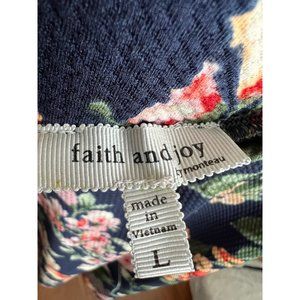 faith and joy
by monteau
made
in
Vietnam
L